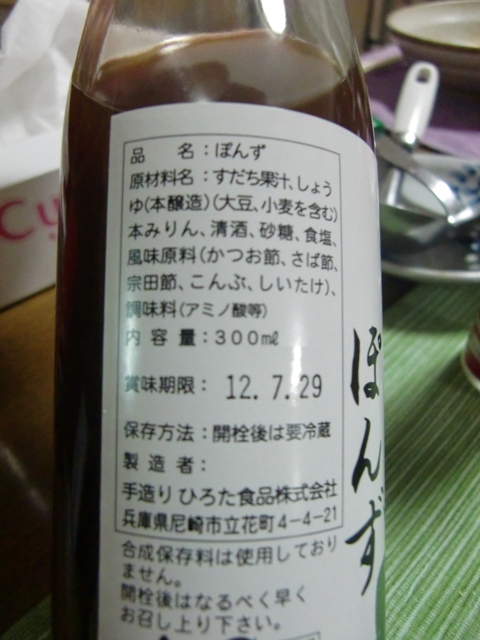 品名：ぽんず
原材料名：すだち果汁、しょう
ゆ(本醸造)(大豆、小麦を含む)
本みりん、清酒、砂糖、食塩、
風味原料(かつお節、さば節、
宗田節、こんぶ、しいたけ)、
調味料(アミノ酸等)
内容量：300㎖
賞味期限：12.7.29
保存方法：開栓後は要冷蔵
製造者：
手造り ひろた食品株式会社
兵庫県尼崎市立花町4-4-21
合成保存料は使用しており
ません。
開栓後はなるべく早く
お召し上り下さい。
ぽんず
Cy